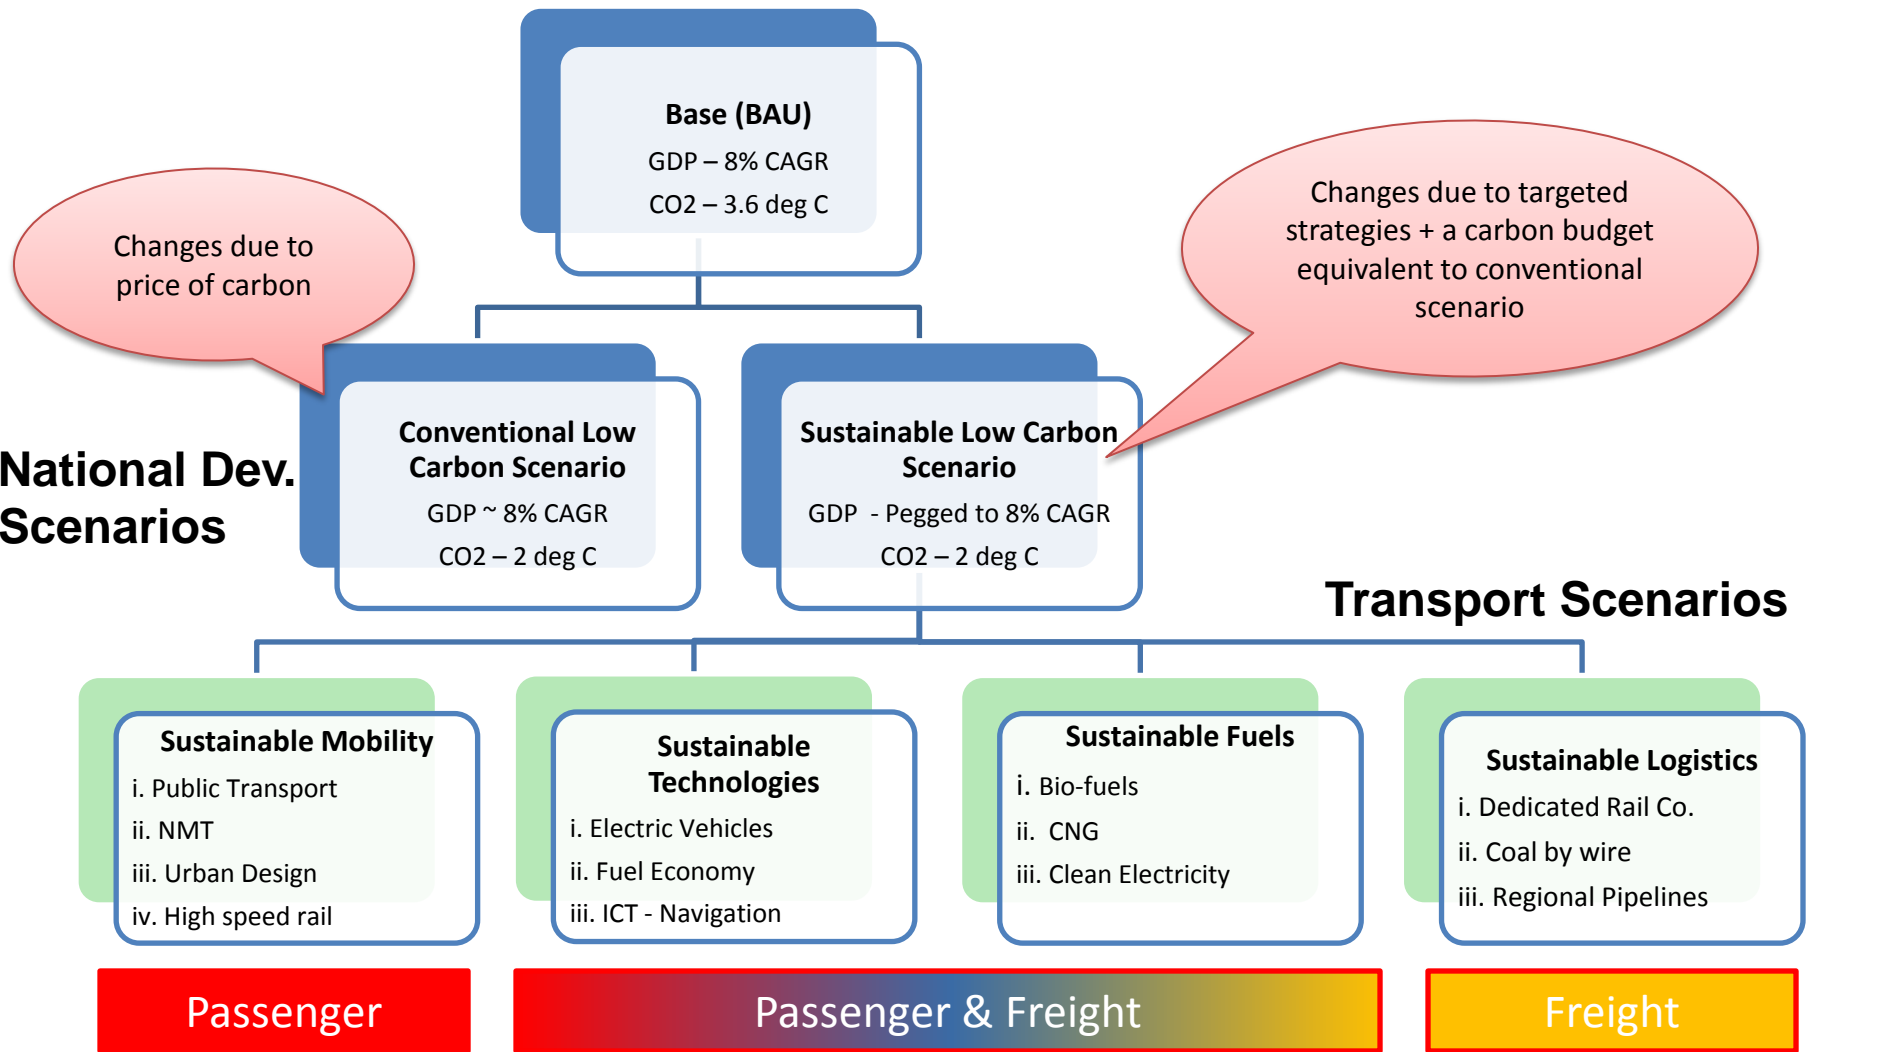 Base (BAU)
GDP – 8% CAGR
CO2 – 3.6 deg C
Changes due to
price of carbon
Changes due to targeted
strategies + a carbon budget
equivalent to conventional
scenario
National Dev.
Scenarios
Conventional Low
Carbon Scenario
GDP ~ 8% CAGR
CO2 – 2 deg C
Sustainable Low Carbon
Scenario
GDP - Pegged to 8% CAGR
CO2 – 2 deg C
Transport Scenarios
Sustainable Mobility
i. Public Transport
ii. NMT
iii. Urban Design
iv. High speed rail
Sustainable
Technologies
i. Electric Vehicles
ii. Fuel Economy
iii. ICT - Navigation
Sustainable Fuels
i. Bio-fuels
ii. CNG
iii. Clean Electricity
Sustainable Logistics
i. Dedicated Rail Co.
ii. Coal by wire
iii. Regional Pipelines
Passenger
Passenger & Freight
Freight